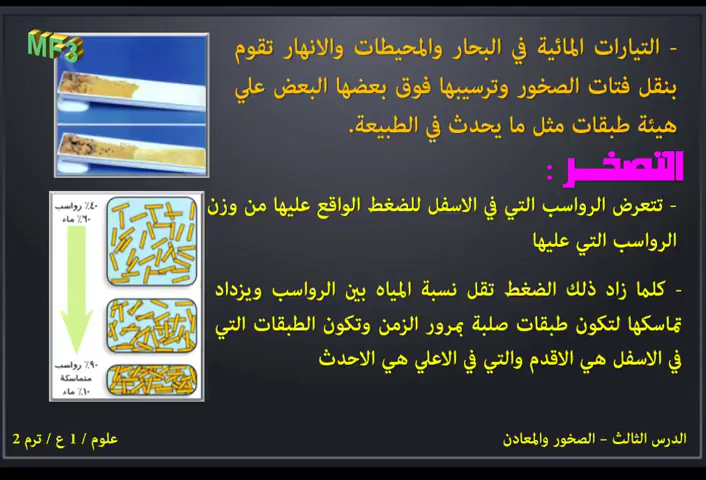 MF3
- التيارات المائية في البحار والمحيطات والانهار تقوم
بنقل فتات الصخور وترسيبها فوق بعضها البعض علي
هيئة طبقات مثل ما يحدث في الطبيعة.
التصخر :
- تتعرض الرواسب التي في الاسفل للضغط الواقع عليها من وزن
الرواسب التي عليها
- كلما زاد ذلك الضغط تقل نسبة المياه بين الرواسب ويزداد
تماسكها لتكون طبقات صلبة بمرور الزمن وتكون الطبقات التي
في الاسفل هي الاقدم والتي في الاعلي هي الاحدث
٤٠٪ رواسب
٦٠٪ ماء
٩٠٪ رواسب
متماسكة
١٠٪ ماء
الدرس الثالث - الصخور والمعادن
علوم / 1 ع / ترم 2